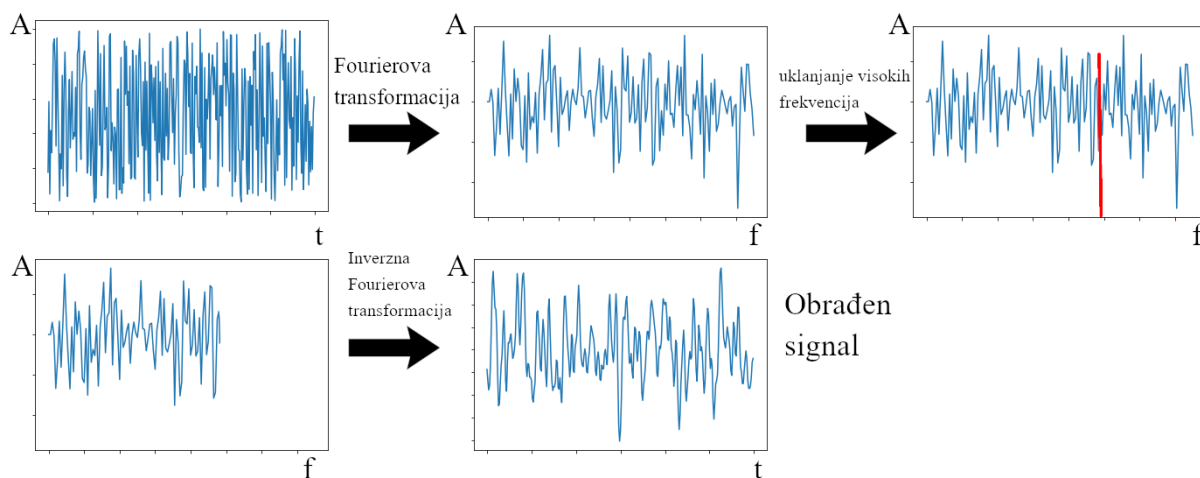 A
Fourierova
transformacija
t
A
f
uklanjanje visokih
frekvencija
A
f
A
f
Inverzna
Fourierova
transformacija
A
t
Obrađen
signal